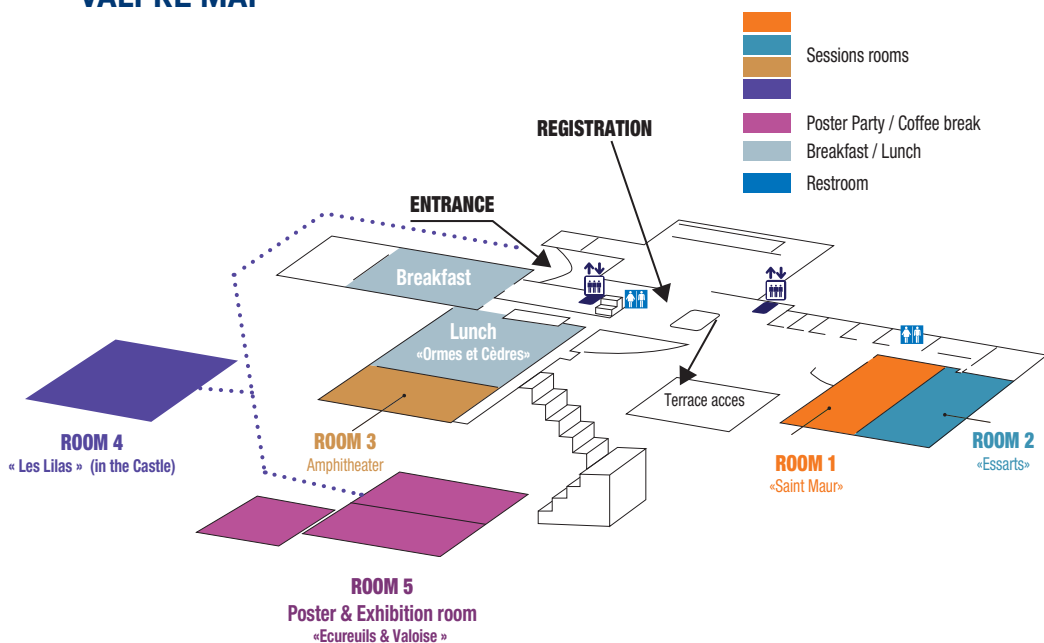 VALPRE MAP
Sessions rooms
Poster Party / Coffee break
Breakfast / Lunch
Restroom
REGISTRATION
ENTRANCE
Breakfast
Lunch
«Ormes et Cèdres»
Terrace acces
ROOM 4
« Les Lilas » (in the Castle)
ROOM 3
Amphitheater
ROOM 1
«Saint Maur»
ROOM 2
«Essarts»
ROOM 5
Poster & Exhibition room
«Ecureuils & Valoise »